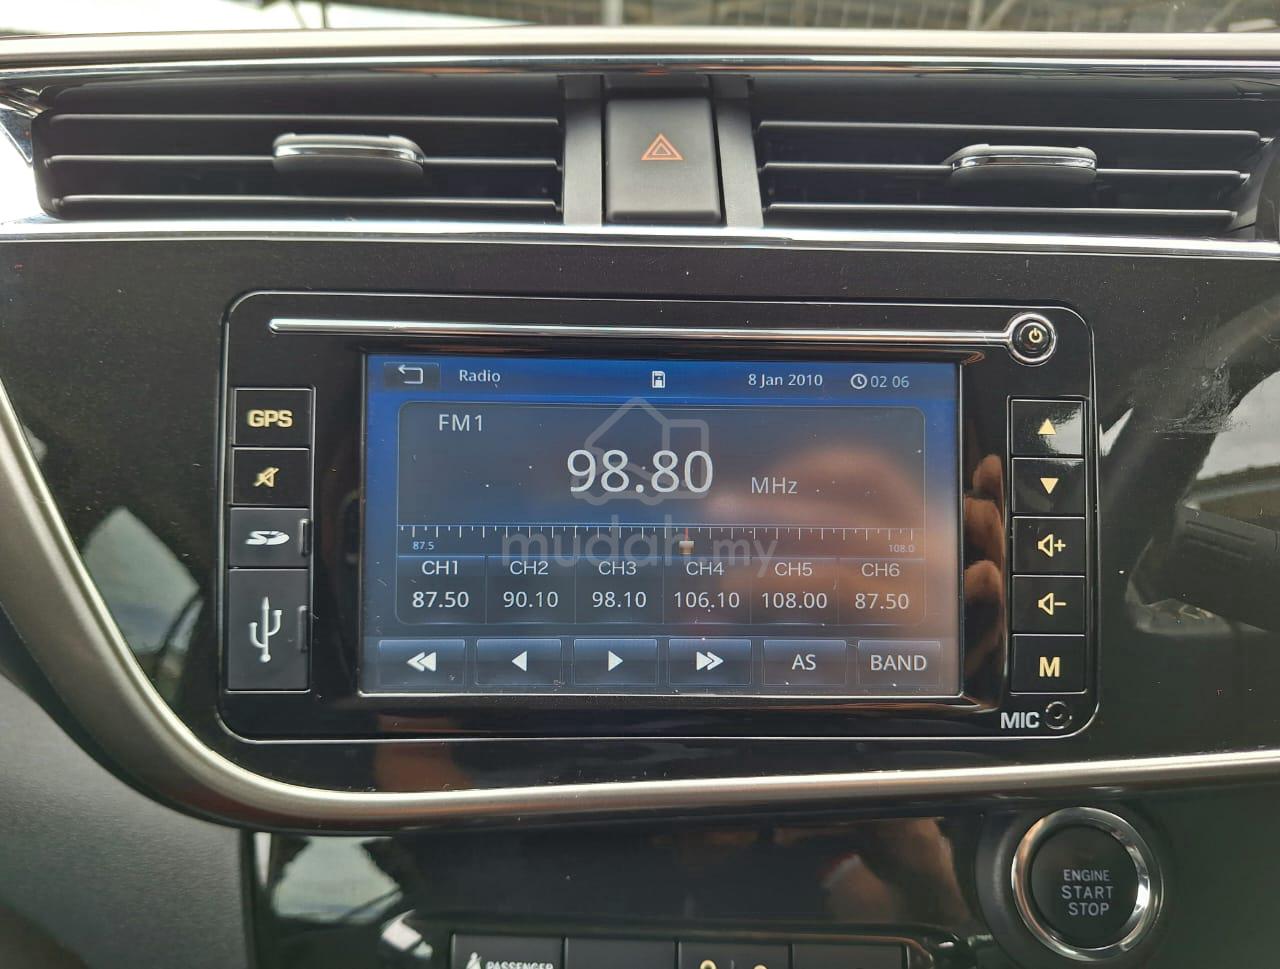 Radio 8 Jan 2010 02 06
FM1
98.80 MHz
87.5 108.0
mudah.my
CH1 CH2 CH3 CH4 CH5 CH6
87.50 90.10 98.10 106.10 108.00 87.50
AS BAND
GPS
M
MIC
ENGINE
START
STOP
PASSENGER